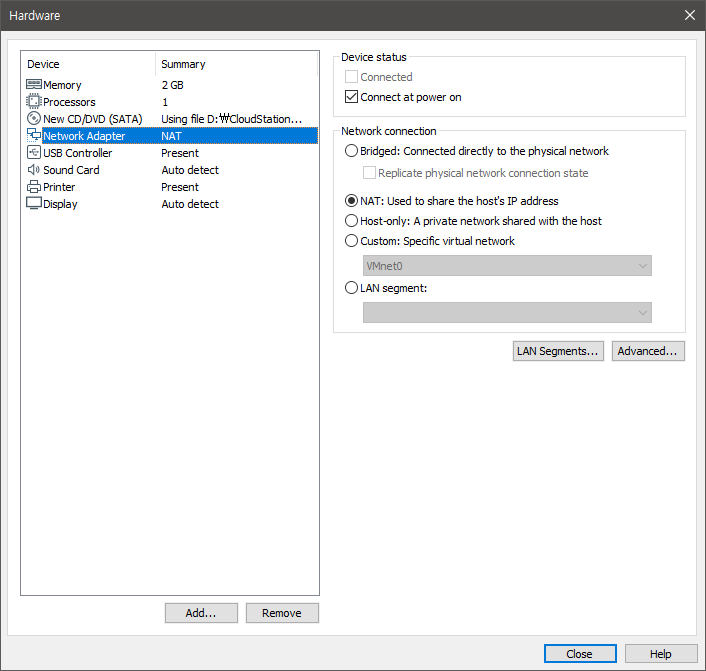 Hardware
Device Summary
Memory 2 GB
Processors 1
New CD/DVD (SATA) Using file D:₩CloudStation...
Network Adapter NAT
USB Controller Present
Sound Card Auto detect
Printer Present
Display Auto detect
Add... Remove
Device status
Connected
Connect at power on
Network connection
Bridged: Connected directly to the physical network
Replicate physical network connection state
NAT: Used to share the host's IP address
Host-only: A private network shared with the host
Custom: Specific virtual network
VMnet0
LAN segment:
LAN Segments... Advanced...
Close Help